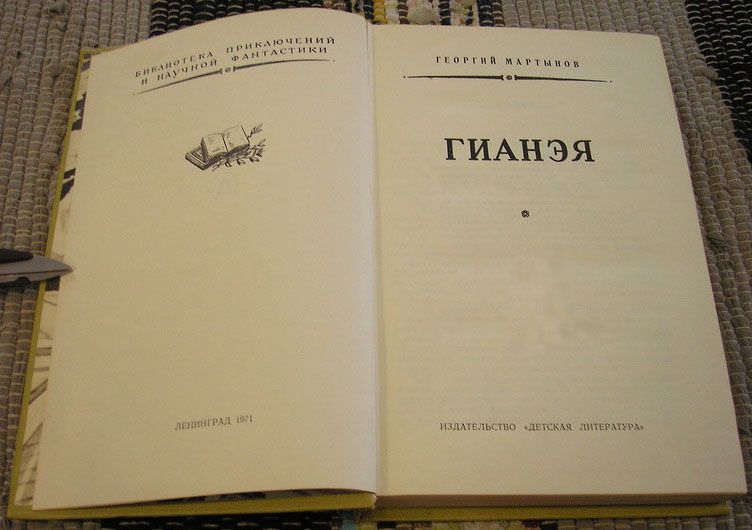 БИБЛИОТЕКА ПРИКЛЮЧЕНИЙ
И НАУЧНОЙ ФАНТАСТИКИ
ЛЕНИНГРАД 1971
ГЕОРГИЙ МАРТЫНОВ
ГИАНЭЯ
ИЗДАТЕЛЬСТВО «ДЕТСКАЯ ЛИТЕРАТУРА»